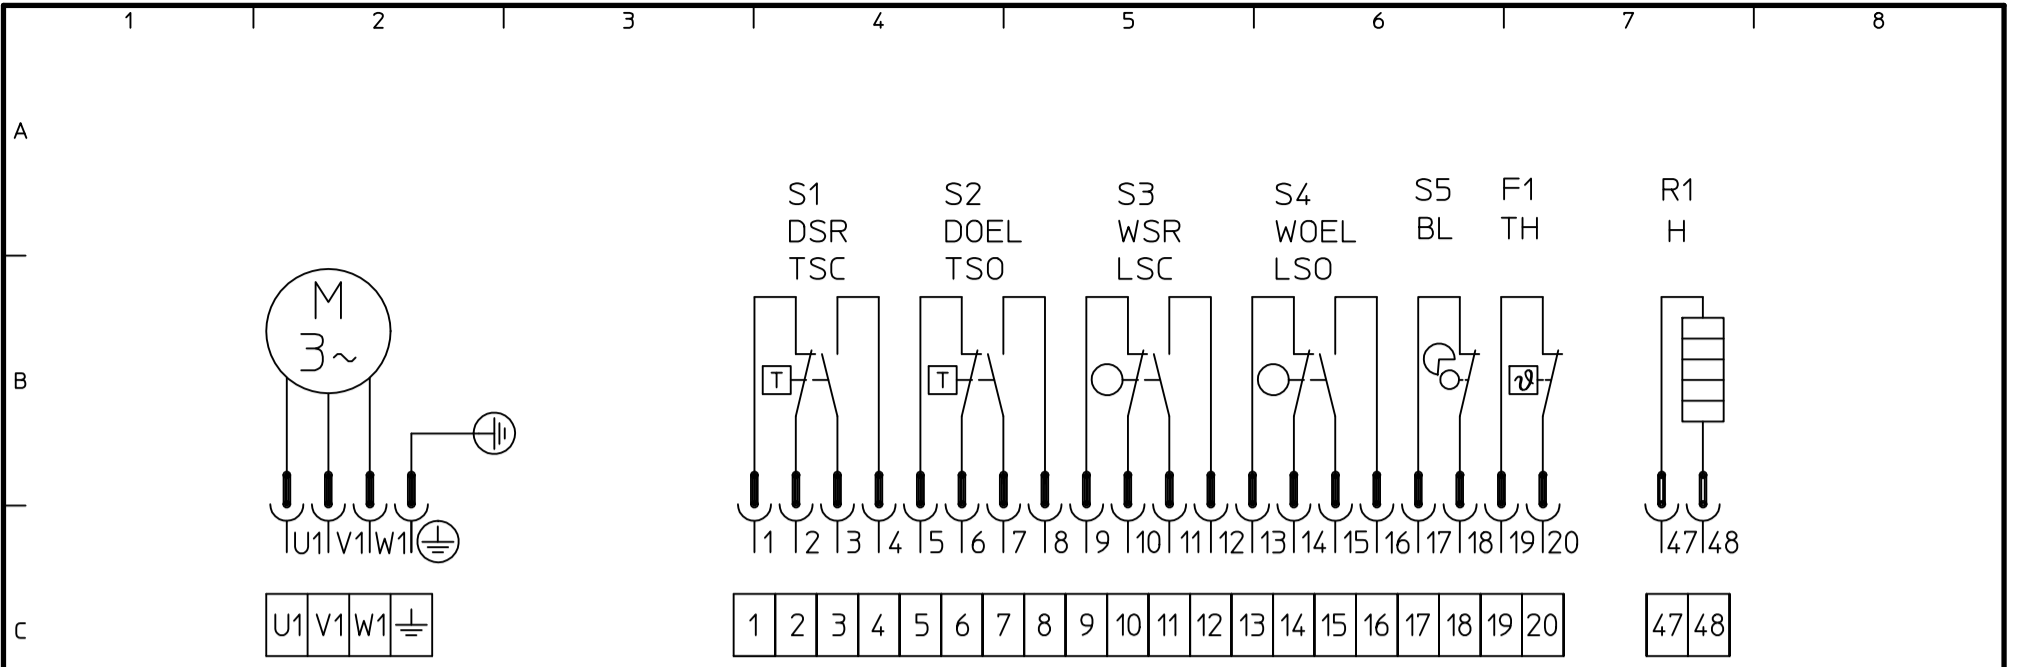 1 2 3 4 5 6 7 8
A
S1 S2 S3 S4 S5 F1 R1
DSR DOEL WSR WOEL BL TH H
TSC TSO LSC LSO
M
3~
B
T T ϑ
U1 V1 W1 1 2 3 4 5 6 7 8 9 10 11 12 13 14 15 16 17 18 19 20 47 48
C
U1 V1 W1 1 2 3 4 5 6 7 8 9 10 11 12 13 14 15 16 17 18 19 20 47 48